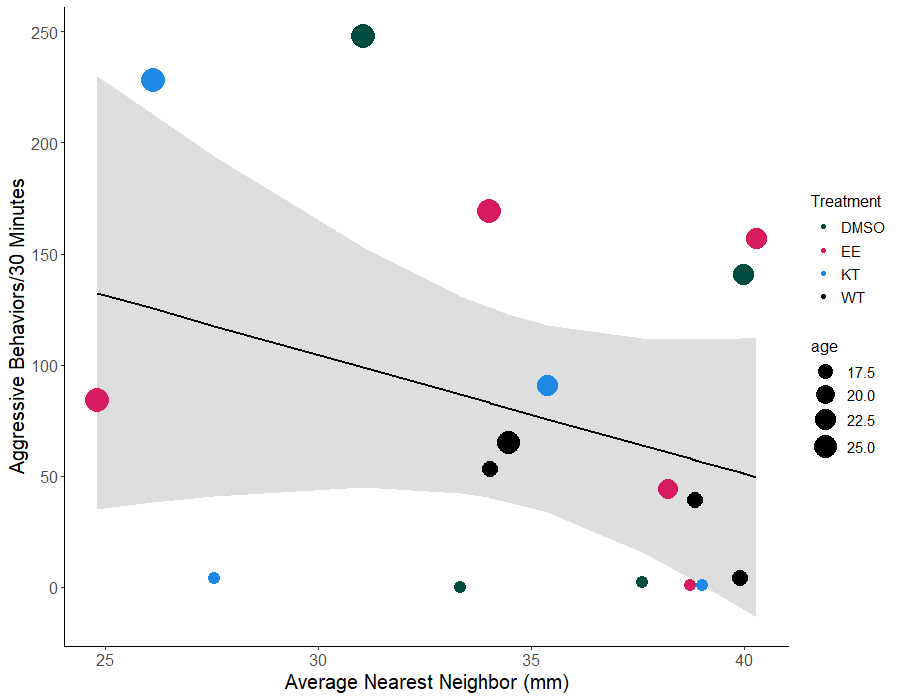 250
200
150
100
50
0
Aggressive Behaviors/30 Minutes
25 30 35 40
Average Nearest Neighbor (mm)
Treatment
DMSO
EE
KT
WT
age
17.5
20.0
22.5
25.0